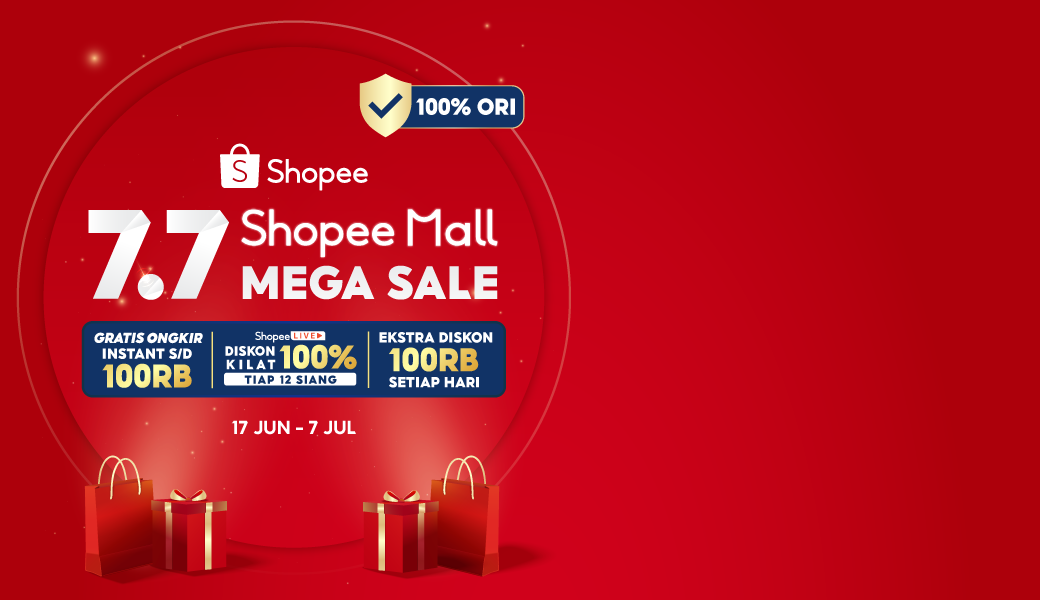 100% ORI
S Shopee
7.7 Shopee Mall
MEGA SALE
GRATIS ONGKIR
INSTANT S/D
100RB
Shopee LIVE
DISKON KILAT 100%
TIAP 12 SIANG
EKSTRA DISKON
100RB
SETIAP HARI
17 JUN - 7 JUL